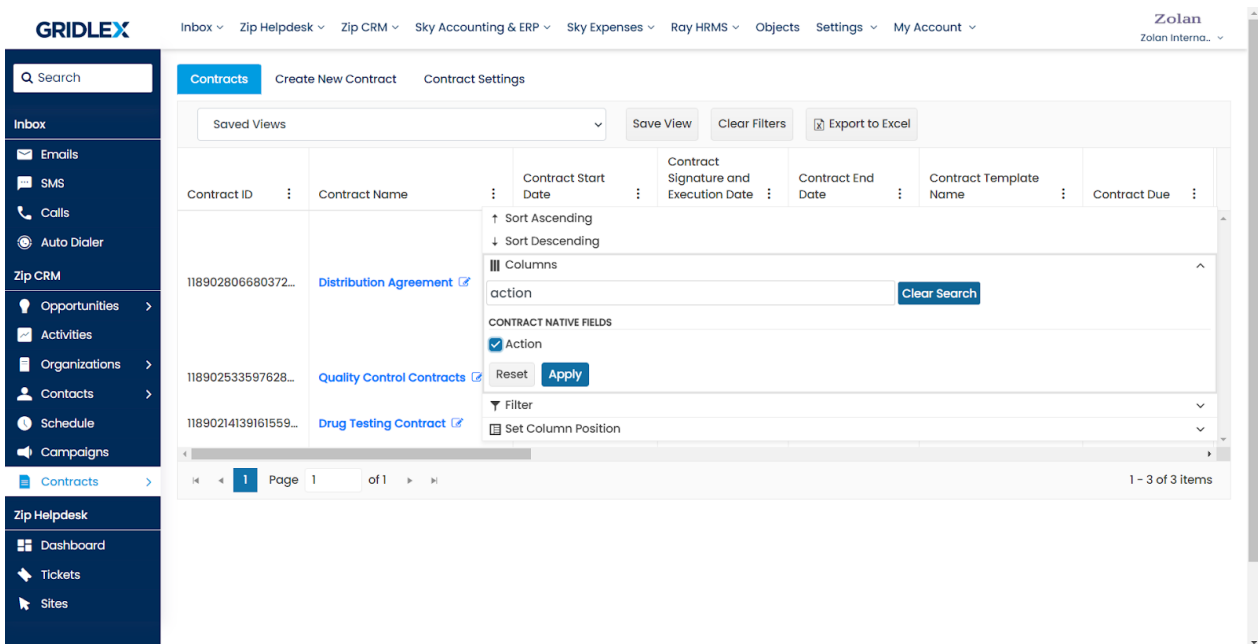 GRIDLEX
Inbox Zip Helpdesk Zip CRM Sky Accounting & ERP Sky Expenses Ray HRMS Objects Settings My Account
Zolan
Zolan Interna..
Search
Inbox
Emails
SMS
Calls
Auto Dialer
Zip CRM
Opportunities
Activities
Organizations
Contacts
Schedule
Campaigns
Contracts
Zip Helpdesk
Dashboard
Tickets
Sites
Contracts Create New Contract Contract Settings
Saved Views Save View Clear Filters Export to Excel
Contract ID
Contract Name
Contract Start
Date
Contract
Signature and
Execution Date
Contract End
Date
Contract Template
Name
Contract Due
118902806680372... Distribution Agreement
118902533597628... Quality Control Contracts
11890214139161559... Drug Testing Contract
Sort Ascending
Sort Descending
Columns
action Clear Search
CONTRACT NATIVE FIELDS
Action
Reset Apply
Filter
Set Column Position
1 Page 1 of 1
1 - 3 of 3 items